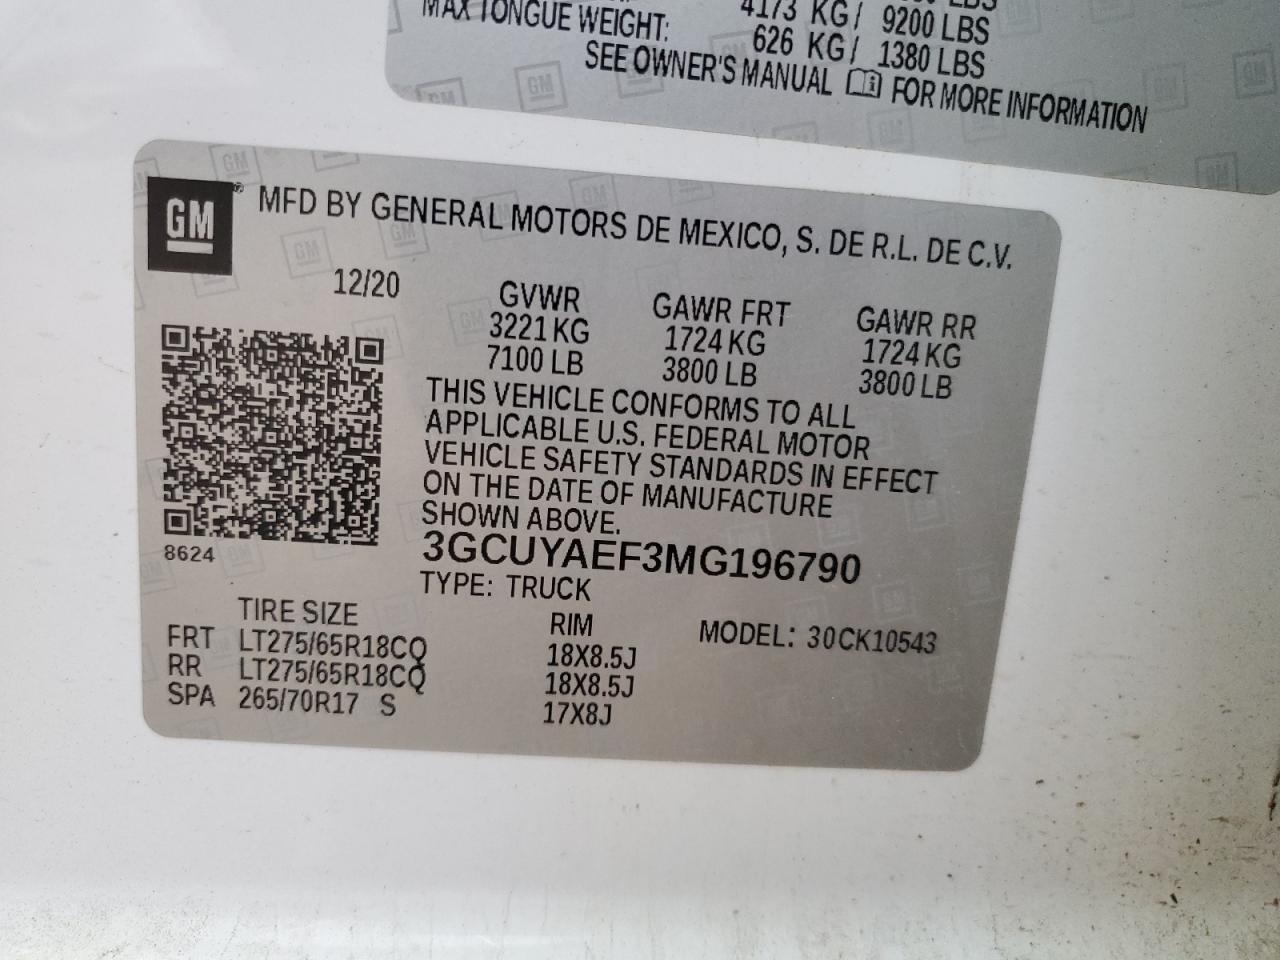 LBS
4173 KG/ 9200 LBS
MAX TONGUE WEIGHT: 626 KG/ 1380 LBS
SEE OWNER'S MANUAL FOR MORE INFORMATION
GM ® MFD BY GENERAL MOTORS DE MEXICO, S. DE R.L. DE C.V.
12/20
GVWR GAWR FRT GAWR RR
3221 KG 1724 KG 1724 KG
7100 LB 3800 LB 3800 LB
THIS VEHICLE CONFORMS TO ALL
APPLICABLE U.S. FEDERAL MOTOR
VEHICLE SAFETY STANDARDS IN EFFECT
ON THE DATE OF MANUFACTURE
SHOWN ABOVE.
8624
3GCUYAEF3MG196790
TYPE: TRUCK
TIRE SIZE RIM MODEL: 30CK10543
FRT LT275/65R18CQ 18X8.5J
RR LT275/65R18CQ 18X8.5J
SPA 265/70R17 S 17X8J